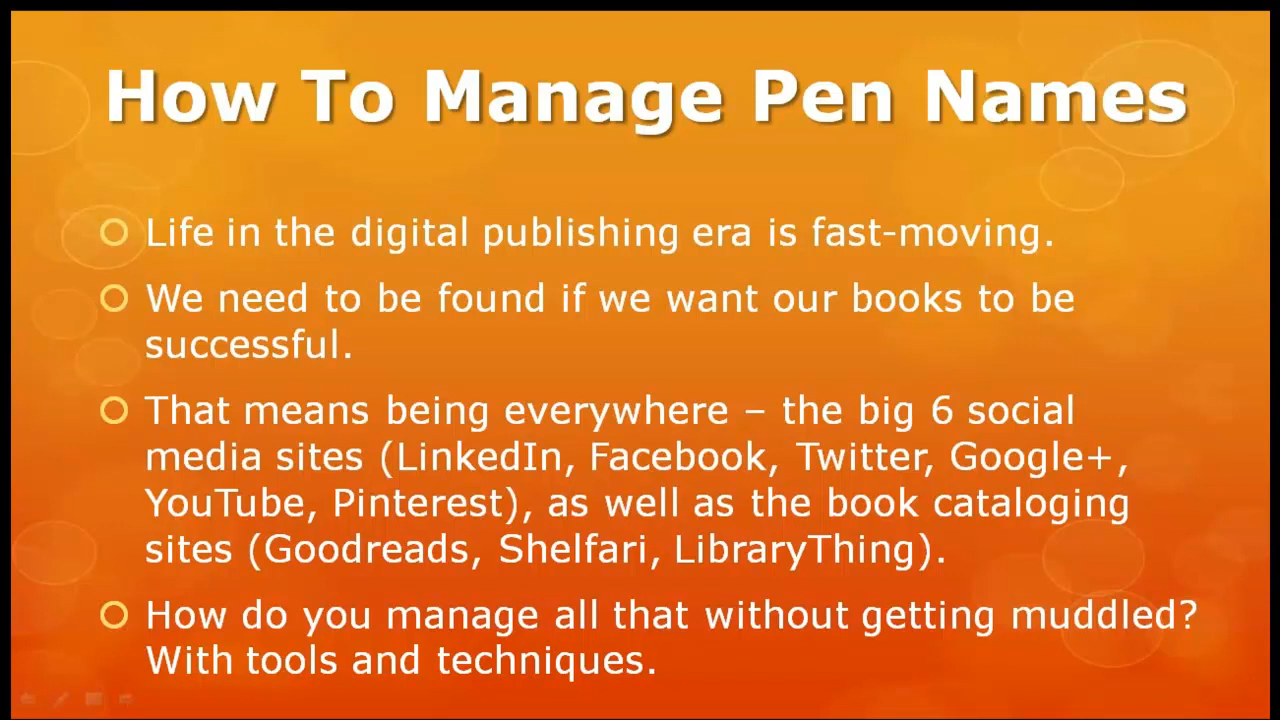 How To Manage Pen Names
Life in the digital publishing era is fast-moving.
We need to be found if we want our books to be
successful.
That means being everywhere – the big 6 social
media sites (LinkedIn, Facebook, Twitter, Google+,
YouTube, Pinterest), as well as the book cataloging
sites (Goodreads, Shelfari, LibraryThing).
How do you manage all that without getting muddled?
With tools and techniques.